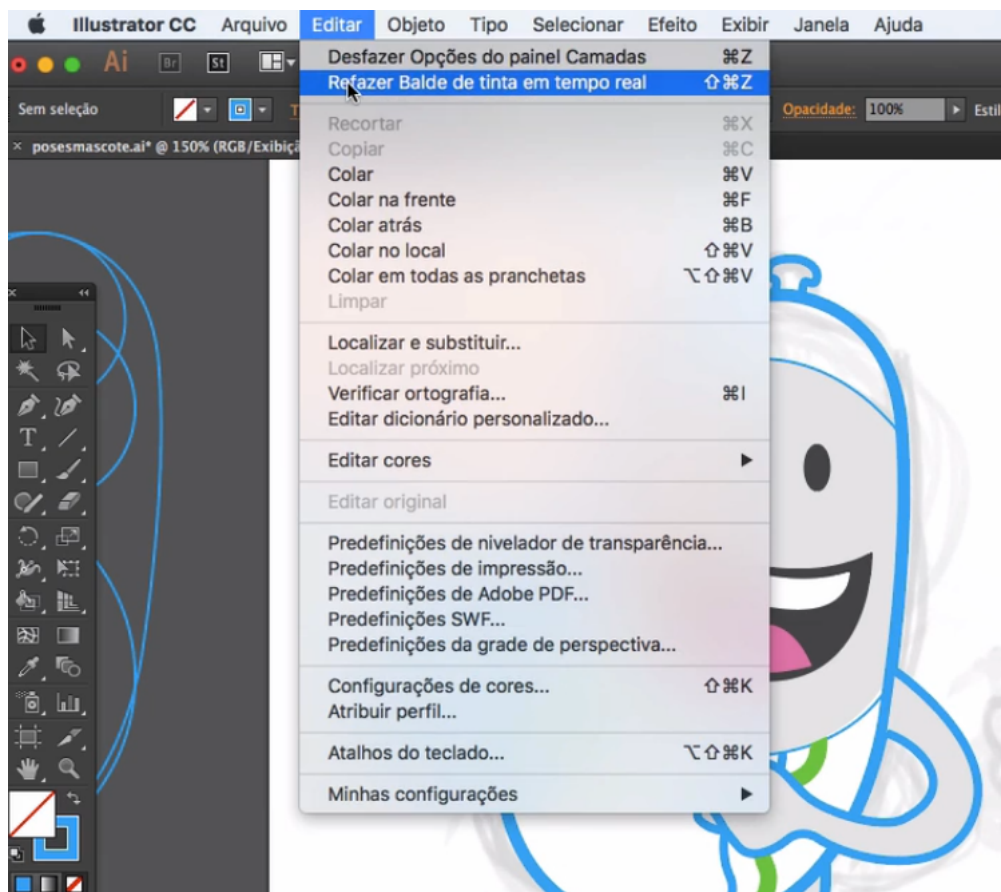 Illustrator CC Arquivo Editar Objeto Tipo Selecionar Efeito Exibir Janela Ajuda
Ai Br St
Sem seleção
Opacidade: 100%
Estil
× posesmascote.ai* @ 150% (RGB/Exibiçã
Desfazer Opções do painel Camadas ⌘Z
Refazer Balde de tinta em tempo real ⇧⌘Z
Recortar ⌘X
Copiar ⌘C
Colar ⌘V
Colar na frente ⌘F
Colar atrás ⌘B
Colar no local ⇧⌘V
Colar em todas as pranchetas ⌥⇧⌘V
Limpar
Localizar e substituir...
Localizar próximo
Verificar ortografia... ⌘I
Editar dicionário personalizado...
Editar cores ▶
Editar original
Predefinições de nivelador de transparência...
Predefinições de impressão...
Predefinições de Adobe PDF...
Predefinições SWF...
Predefinições da grade de perspectiva...
Configurações de cores... ⇧⌘K
Atribuir perfil...
Atalhos do teclado... ⌥⇧⌘K
Minhas configurações ▶